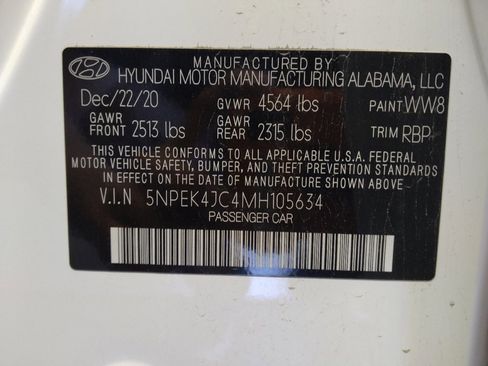 MANUFACTURED BY
HYUNDAI MOTOR MANUFACTURING ALABAMA, LLC
Dec/22/20 GVWR 4564 lbs PAINT WW8
GAWR FRONT 2513 lbs GAWR REAR 2315 lbs TRIM RBP
THIS VEHICLE CONFORMS TO ALL APPLICABLE U.S.A. FEDERAL
MOTOR VEHICLE SAFETY, BUMPER, AND THEFT PREVENTION STANDARDS
IN EFFECT ON THE DATE OF MANUFACTURE SHOWN ABOVE.
V.I.N 5NPEK4JC4MH105634
PASSENGER CAR